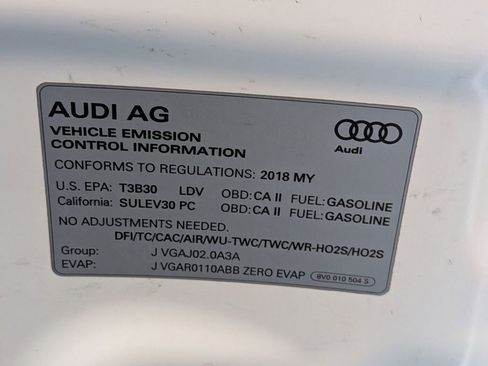 AUDI AG
Audi
VEHICLE EMISSION
CONTROL INFORMATION
CONFORMS TO REGULATIONS: 2018 MY
U.S. EPA: T3B30 LDV OBD: CA II FUEL: GASOLINE
California: SULEV30 PC OBD: CA II FUEL: GASOLINE
NO ADJUSTMENTS NEEDED.
DFI/TC/CAC/AIR/WU-TWC/TWC/WR-HO2S/HO2S
Group: J VGAJ02.0A3A
EVAP: J VGAR0110ABB ZERO EVAP 8V0 010 504 S